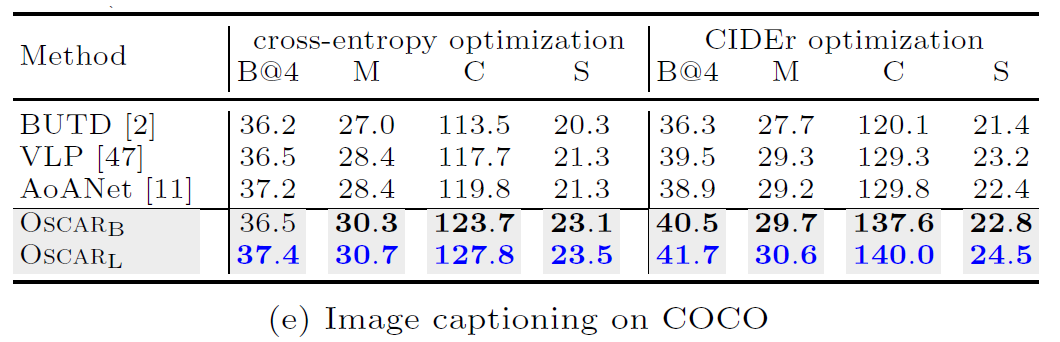 Method cross-entropy optimization CIDEr optimization
B@4 M C S B@4 M C S
BUTD [2] 36.2 27.0 113.5 20.3 36.3 27.7 120.1 21.4
VLP [47] 36.5 28.4 117.7 21.3 39.5 29.3 129.3 23.2
AoANet [11] 37.2 28.4 119.8 21.3 38.9 29.2 129.8 22.4
OSCARB 36.5 30.3 123.7 23.1 40.5 29.7 137.6 22.8
OSCARL 37.4 30.7 127.8 23.5 41.7 30.6 140.0 24.5
(e) Image captioning on COCO